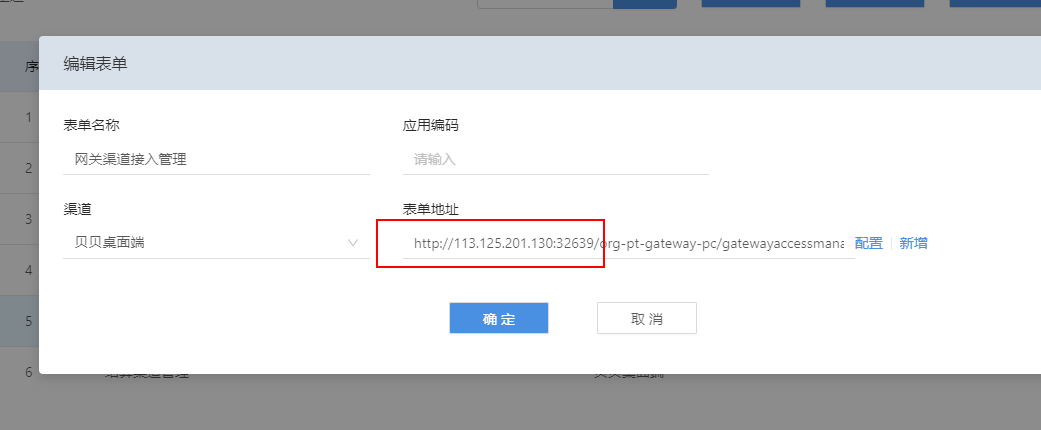 序
编辑表单
1
表单名称
应用编码
网关渠道接入管理
请输入
2
渠道
表单地址
3
贝贝桌面端
http://113.125.201.130:32639/org-pt-gateway-pc/gatewayaccessmana
配置
新增
4
5
确 定
取 消
6